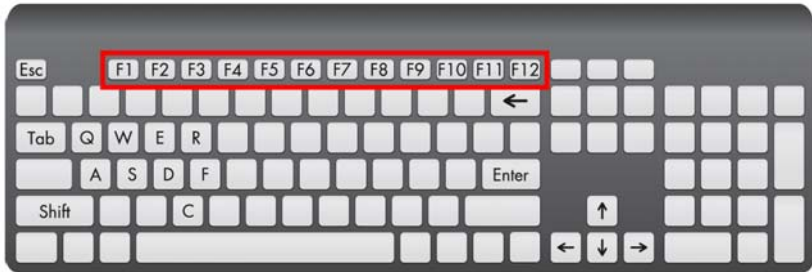 Esc F1 F2 F3 F4 F5 F6 F7 F8 F9 F10 F11 F12
←
Tab Q W E R
A S D F Enter
Shift C ↑
← ↓ →